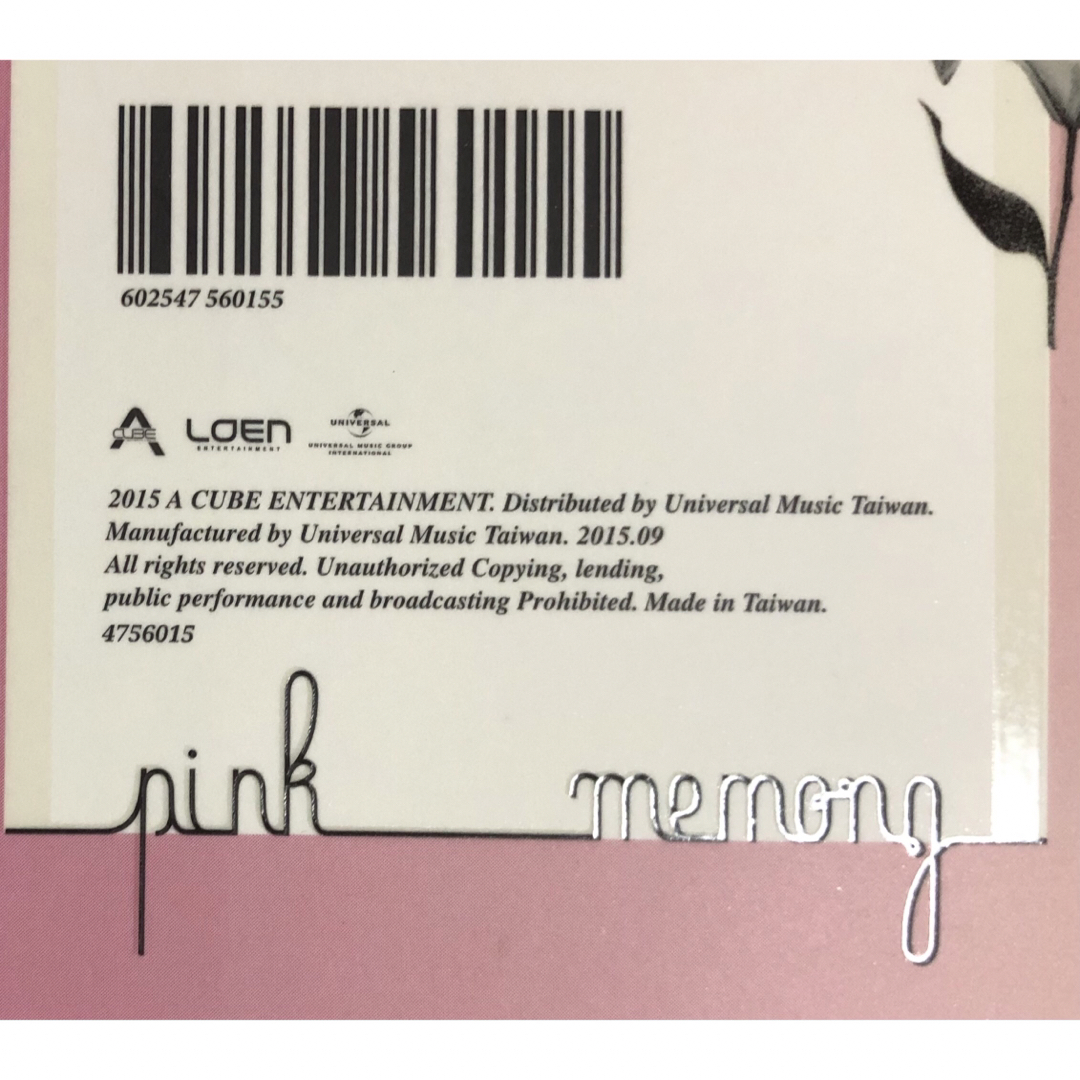 602547 560155
A CUBE
LOEN
ENTERTAINMENT
UNIVERSAL
UNIVERSAL MUSIC GROUP
INTERNATIONAL
2015 A CUBE ENTERTAINMENT. Distributed by Universal Music Taiwan.
Manufactured by Universal Music Taiwan. 2015.09
All rights reserved. Unauthorized Copying, lending,
public performance and broadcasting Prohibited. Made in Taiwan.
4756015
pink memory